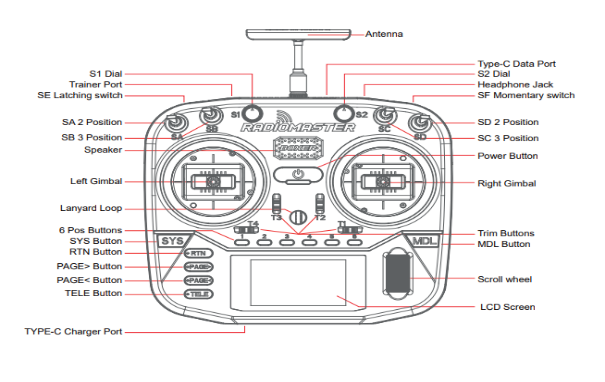 Antenna
S1 Dial
Trainer Port
SE Latching switch
Type-C Data Port
S2 Dial
Headphone Jack
SF Momentary switch
SA 2 Position
SB 3 Position
Speaker
SD 2 Position
SC 3 Position
Power Button
S1
S2
SA
SB
SC
SD
RADIOMASTER
BOXER
Left Gimbal
Right Gimbal
Lanyard Loop
T3
T2
T4
T1
6 Pos Buttons
SYS Button
RTN Button
PAGE> Button
PAGE< Button
TELE Button
Trim Buttons
MDL Button
Scroll wheel
LCD Screen
1 2 3 4 5 6
SYS
MDL
RTN
PAGE>
PAGE<
TELE
TYPE-C Charger Port